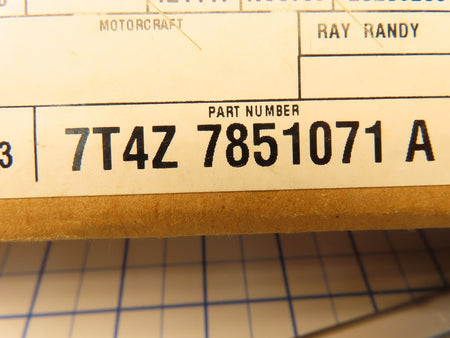 MOTORCRAFT
RAY RANDY
PART NUMBER
3
7T4Z 7851071 A